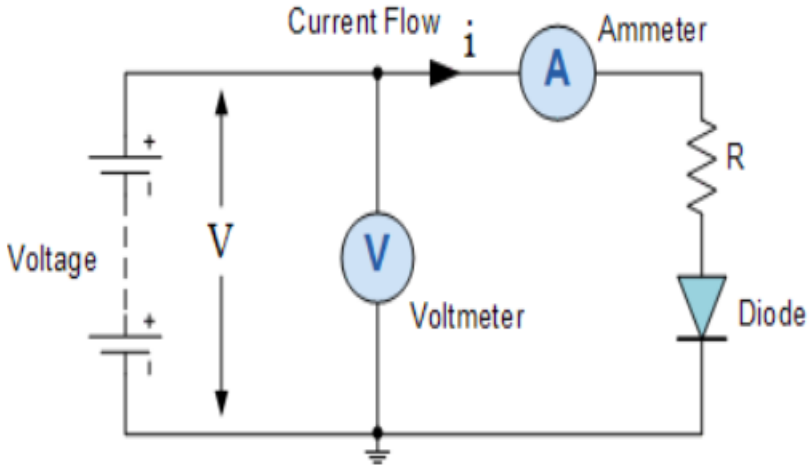 Current Flow
i
Ammeter
A
+
-
R
Voltage
V
V
Voltmeter
Diode
+
-